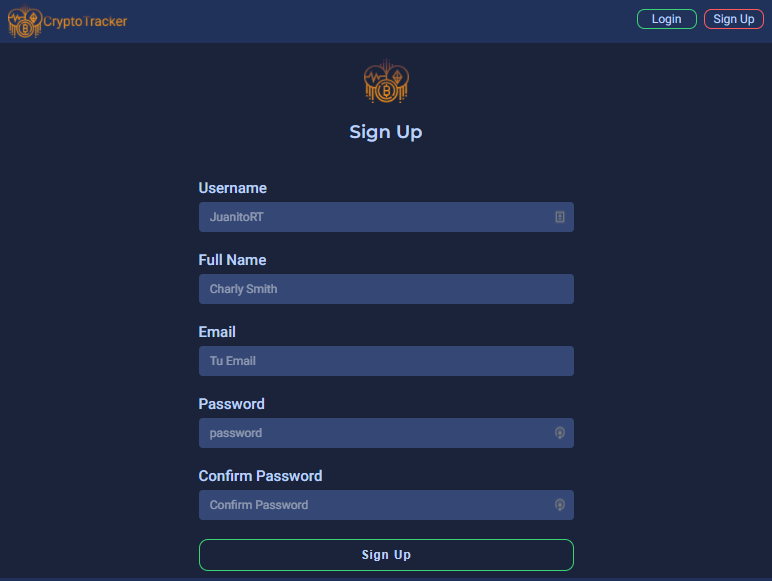 CryptoTracker
Login
Sign Up
Sign Up
Username
JuanitoRT
Full Name
Charly Smith
Email
Tu Email
Password
password
Confirm Password
Confirm Password
Sign Up